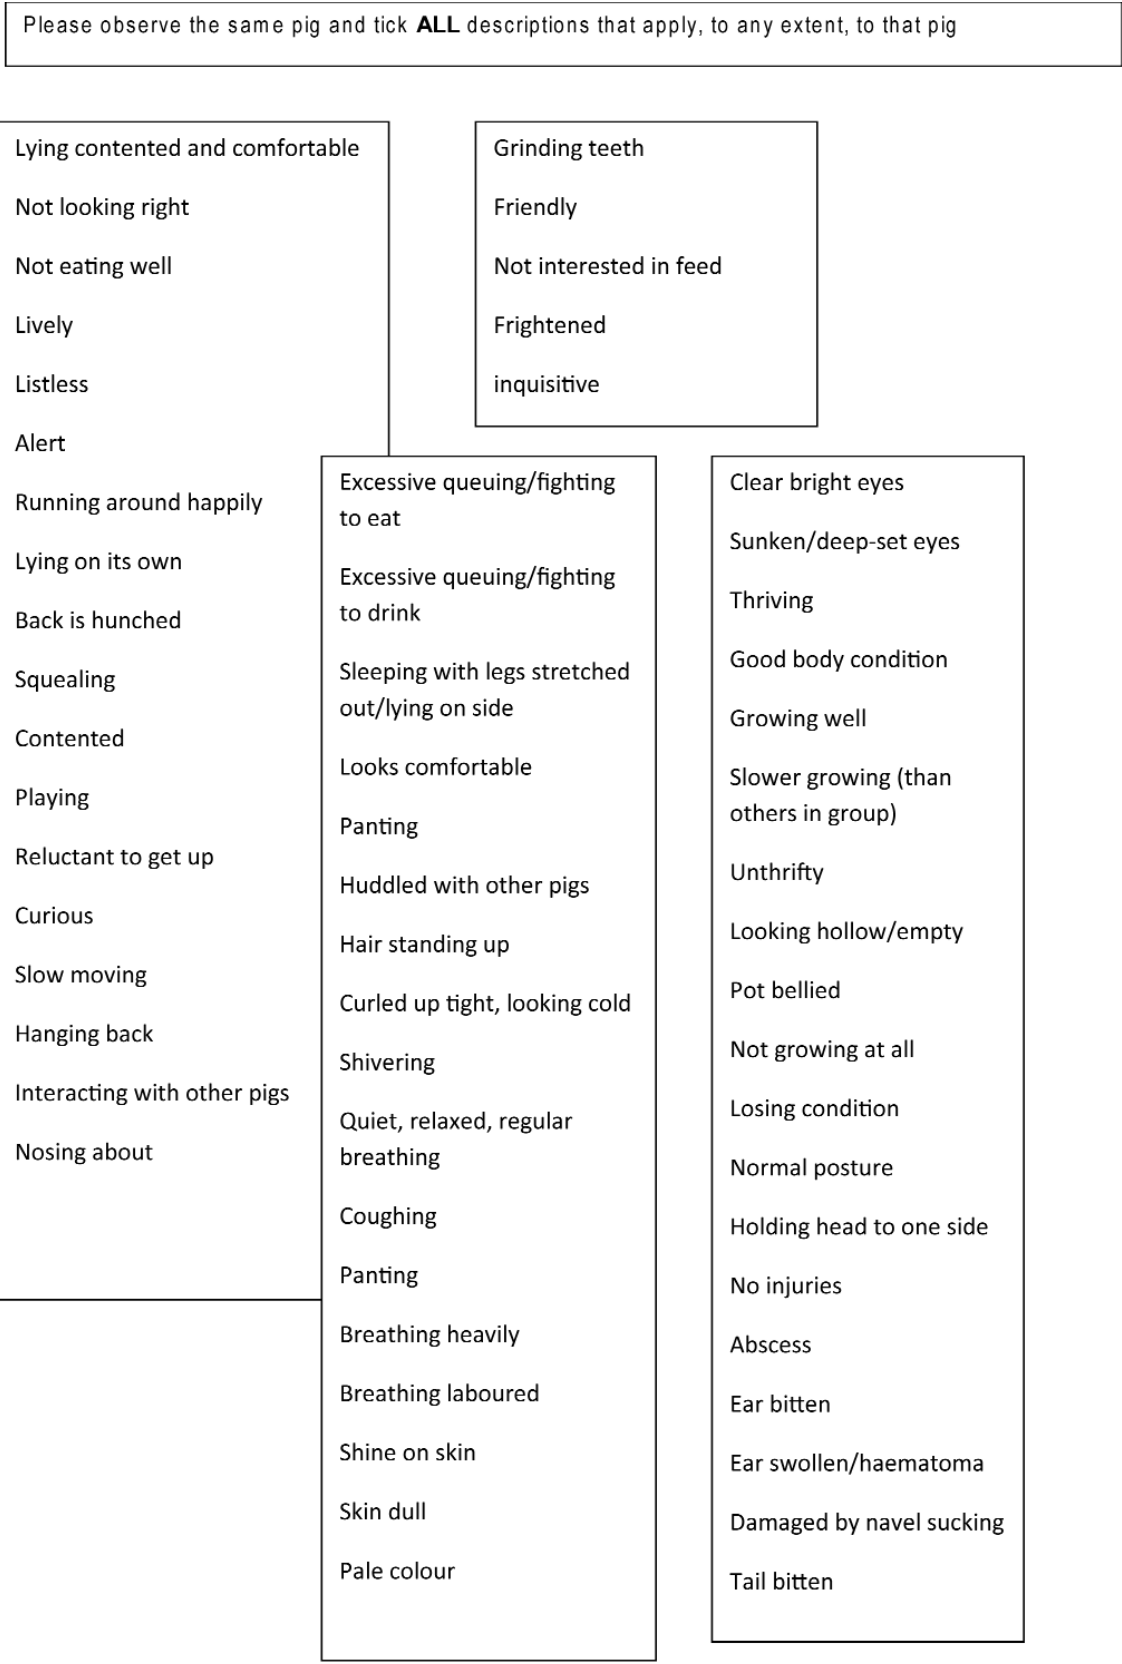 Please observe the same pig and tick ALL descriptions that apply, to any extent, to that pig
Lying contented and comfortable
Not looking right
Not eating well
Lively
Listless
Alert
Running around happily
Lying on its own
Back is hunched
Squealing
Contented
Playing
Reluctant to get up
Curious
Slow moving
Hanging back
Interacting with other pigs
Nosing about
Grinding teeth
Friendly
Not interested in feed
Frightened
inquisitive
Excessive queuing/fighting
to eat
Excessive queuing/fighting
to drink
Sleeping with legs stretched
out/lying on side
Looks comfortable
Panting
Huddled with other pigs
Hair standing up
Curled up tight, looking cold
Shivering
Quiet, relaxed, regular
breathing
Coughing
Panting
Breathing heavily
Breathing laboured
Shine on skin
Skin dull
Pale colour
Clear bright eyes
Sunken/deep-set eyes
Thriving
Good body condition
Growing well
Slower growing (than
others in group)
Unthrifty
Looking hollow/empty
Pot bellied
Not growing at all
Losing condition
Normal posture
Holding head to one side
No injuries
Abscess
Ear bitten
Ear swollen/haematoma
Damaged by navel sucking
Tail bitten